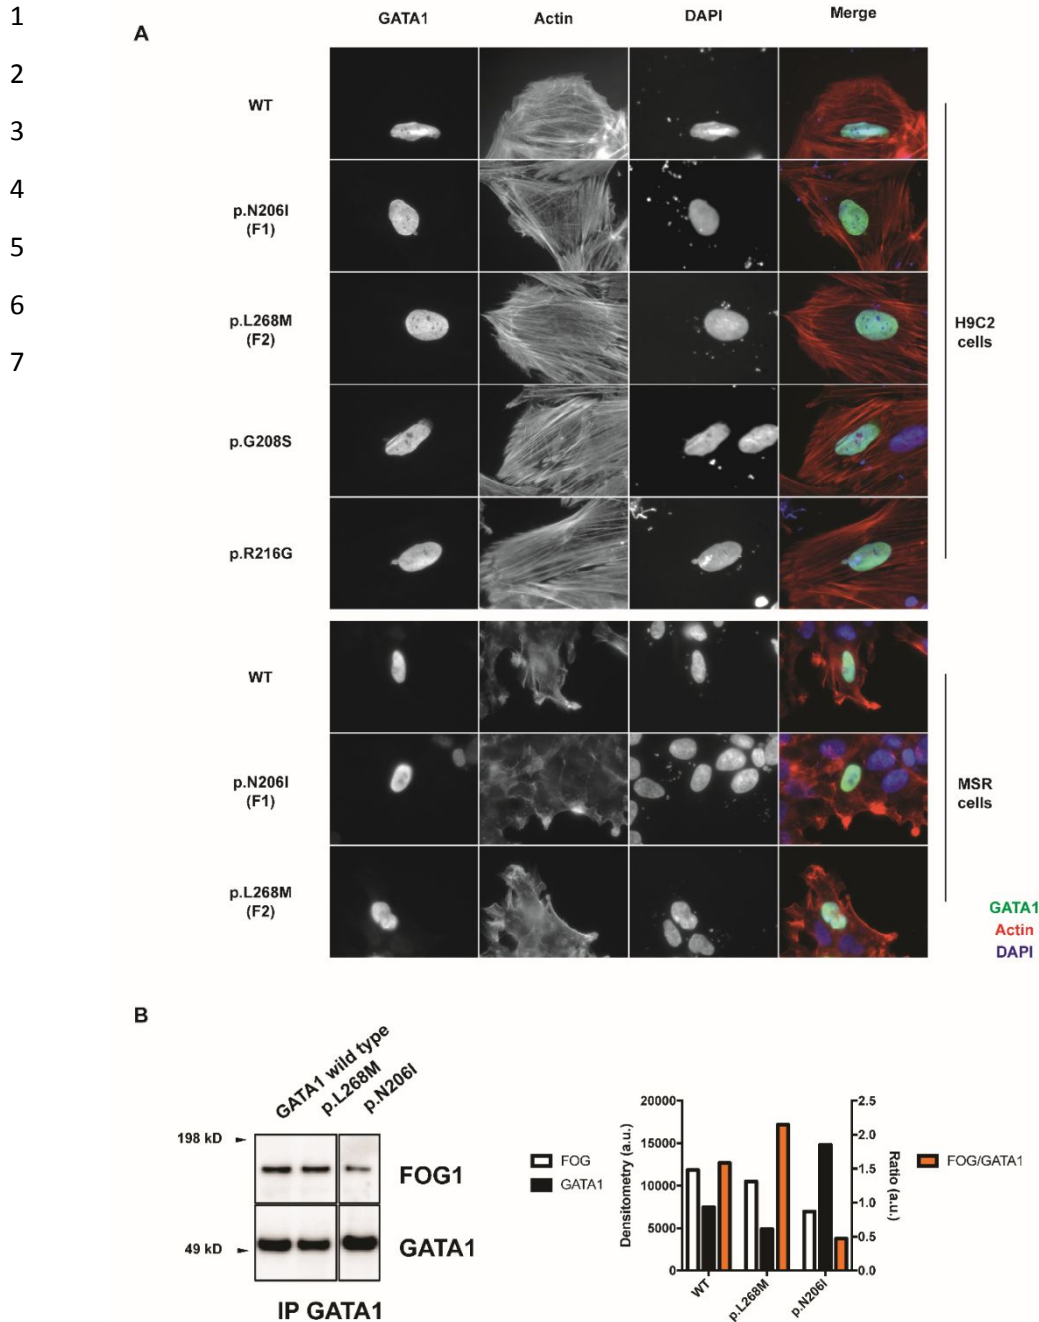 1
2
3
4
5
6
7
A
GATA1 Actin DAPI Merge
WT
p.N206I
(F1)
p.L268M
(F2)
p.G208S
p.R216G
H9C2
cells
WT
p.N206I
(F1)
p.L268M
(F2)
MSR
cells
GATA1
Actin
DAPI
B
GATA1 wild type
p.L268M
p.N206I
198 kD
FOG1
49 kD
GATA1
IP GATA1
FOG
GATA1
Densitometry (a.u.)
20000
15000
10000
5000
0
WT
p.L268M
p.N206I
2.5
2.0
1.5
1.0
0.5
0.0
Ratio (a.u.)
FOG/GATA1